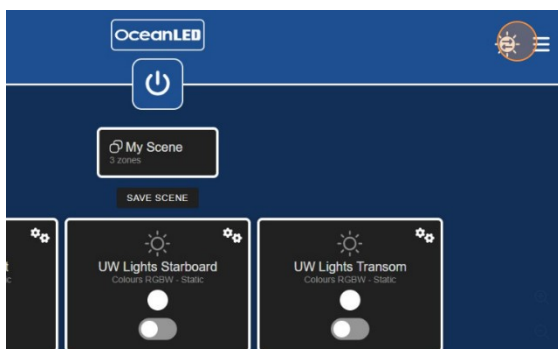 OceanLED
My Scene
3 zones
SAVE SCENE
UW Lights Starboard
Colours RGBW - Static
UW Lights Transom
Colours RGBW - Static